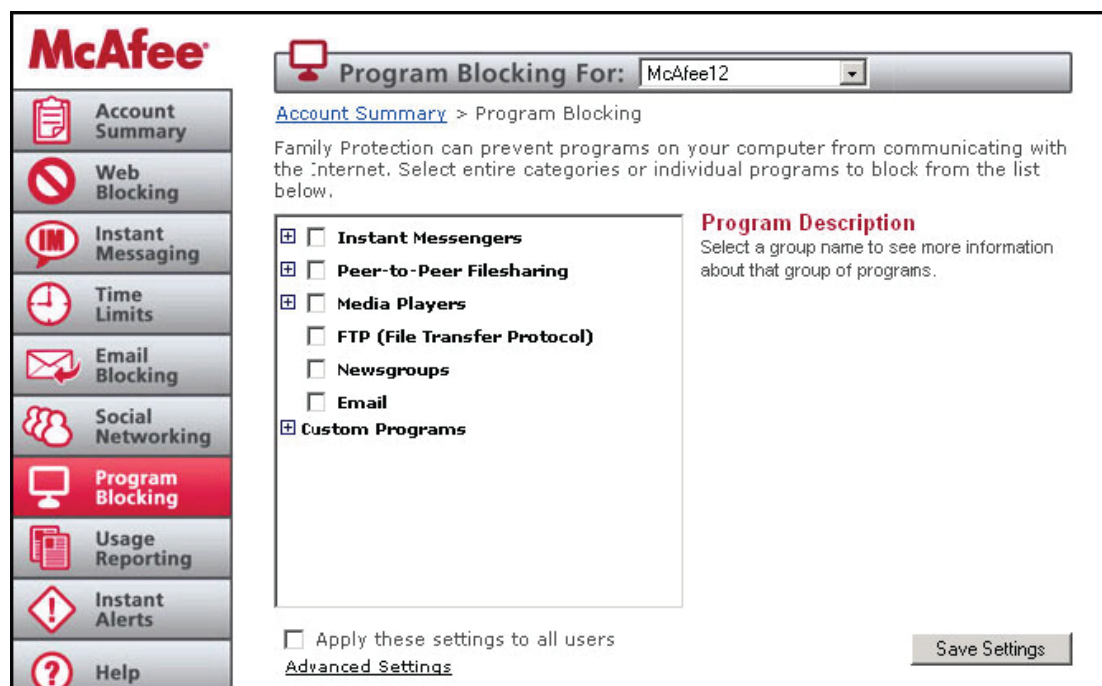 McAfee
Program Blocking For: McAfee12
Account Summary > Program Blocking
Family Protection can prevent programs on your computer from communicating with
the Internet. Select entire categories or individual programs to block from the list
below.
Account
Summary
Web
Blocking
IM
Instant
Messaging
Time
Limits
Email
Blocking
Social
Networking
Program
Blocking
Usage
Reporting
Instant
Alerts
Help
Instant Messengers
Peer-to-Peer Filesharing
Media Players
FTP (File Transfer Protocol)
Newsgroups
Email
Custom Programs
Program Description
Select a group name to see more information
about that group of programs.
Apply these settings to all users
Advanced Settings
Save Settings